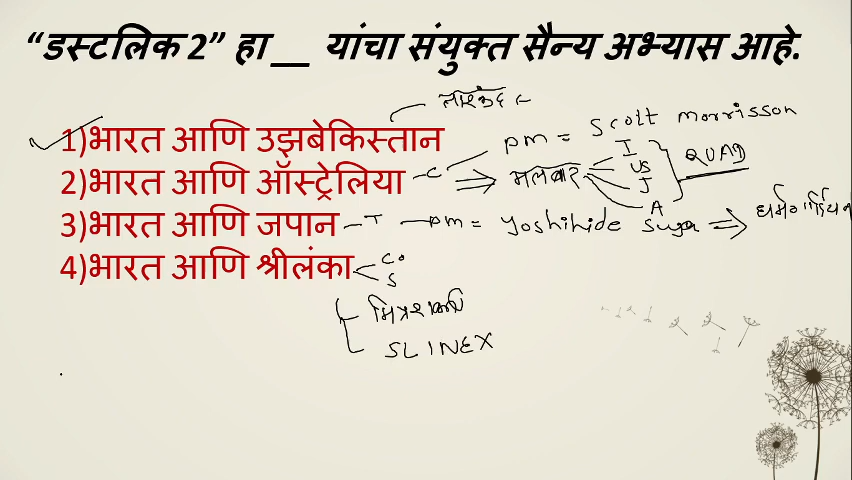 “डस्टलिक 2” हा __ यांचा संयुक्त सैन्य अभ्यास आहे.
ताश्कंद
1)भारत आणि उझबेकिस्तान
pm = Scott morrisson
2)भारत आणि ऑस्ट्रेलिया - C
मलबार I US J A QUAD
3)भारत आणि जपान - T - pm = Yoshihide Suga ⇒
4)भारत आणि श्रीलंका C० S
मित्रशक्ति
SLINEX